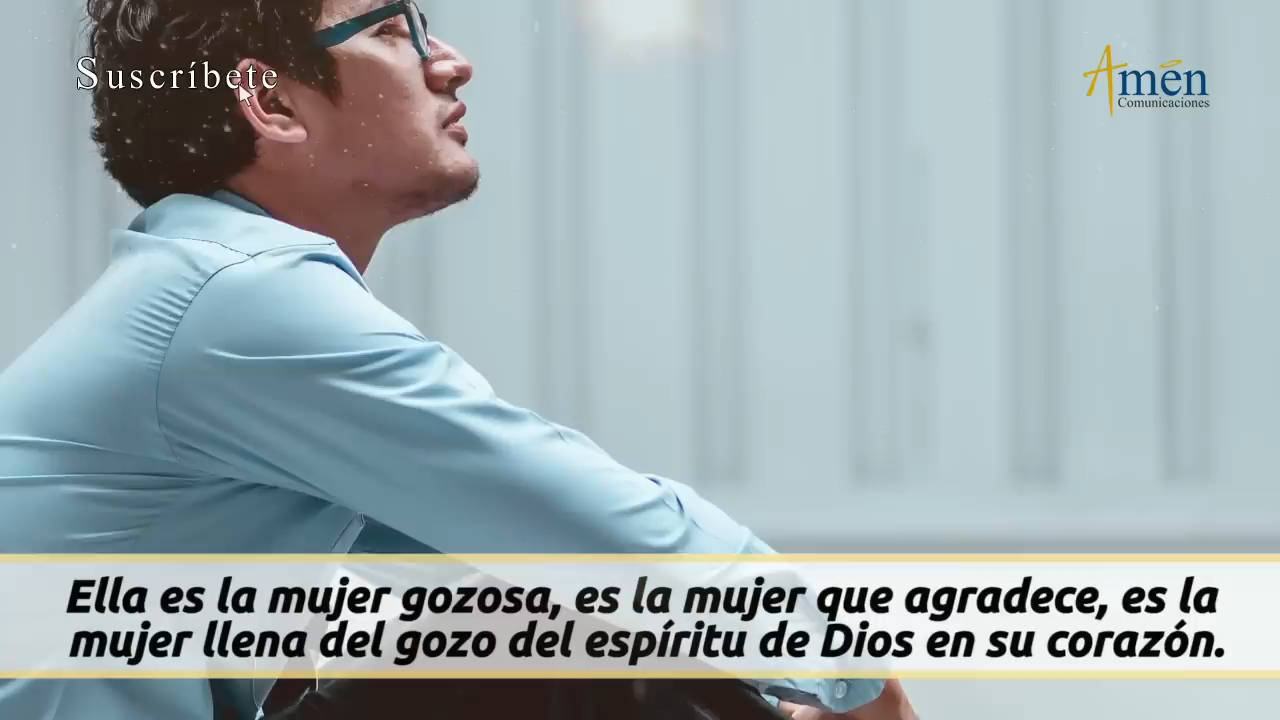 Suscríbete
Amén
Comunicaciones
Ella es la mujer gozosa, es la mujer que agradece, es la
mujer llena del gozo del espíritu de Dios en su corazón.